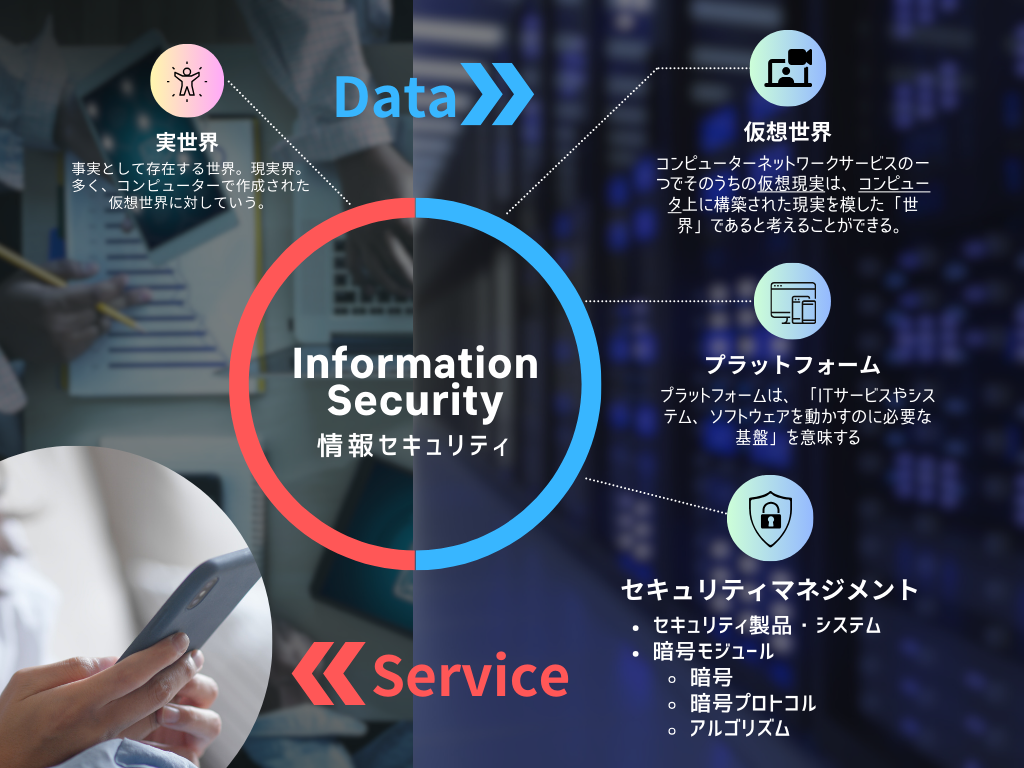 Data
実世界
事実として存在する世界。現実界。
多く、コンピューターで作成された
仮想世界に対していう。
仮想世界
コンピューターネットワークサービスの一
つでそのうちの仮想現実は、コンピュー
タ上に構築された現実を模した「世
界」であると考えることができる。
Information
Security
情報セキュリティ
プラットフォーム
プラットフォームは、「ITサービスやシス
テム、ソフトウェアを動かすのに必要な
基盤」を意味する
セキュリティマネジメント
• セキュリティ製品・システム
• 暗号モジュール
○ 暗号
○ 暗号プロトコル
○ アルゴリズム
Service